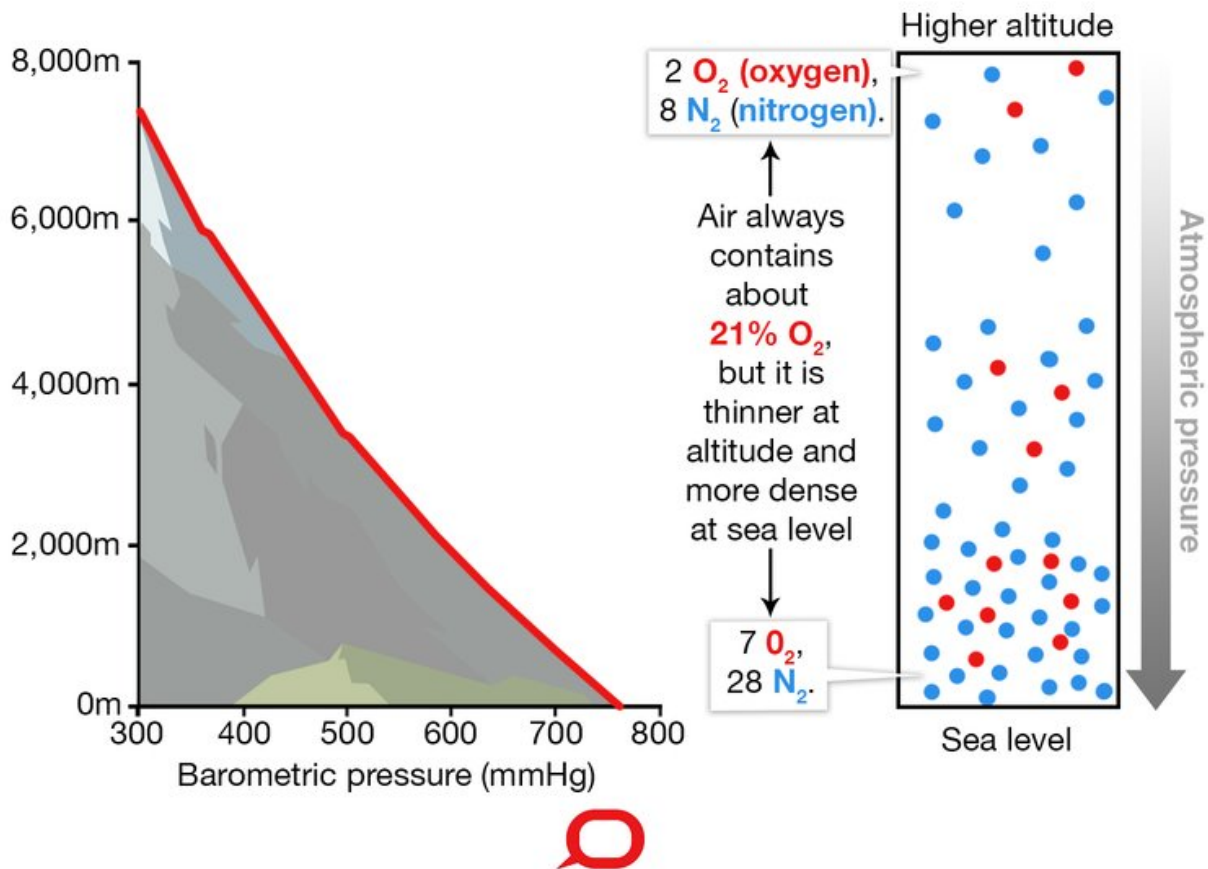 8,000m
6,000m
4,000m
2,000m
0m
300 400 500 600 700 800
Barometric pressure (mmHg)
2 O₂ (oxygen),
8 N₂ (nitrogen).
Air always
contains
about
21% O₂,
but it is
thinner at
altitude and
more dense
at sea level
7 0₂,
28 N₂.
Higher altitude
Sea level
Atmospheric pressure